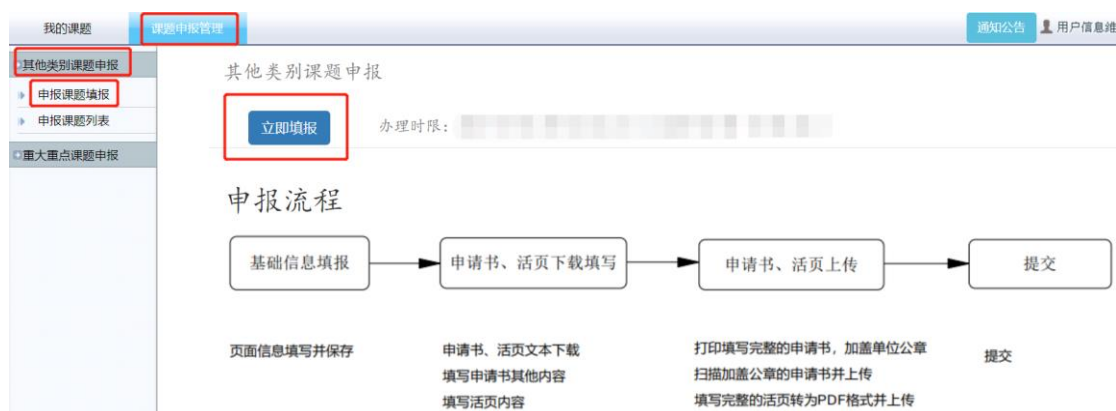 我的课题
课题申报管理
通知公告
用户信息维
其他类别课题申报
申报课题填报
申报课题列表
重大重点课题申报
其他类别课题申报
立即填报
办理时限：
申报流程
基础信息填报
申请书、活页下载填写
申请书、活页上传
提交
页面信息填写并保存
申请书、活页文本下载
填写申请书其他内容
填写活页内容
打印填写完整的申请书，加盖单位公章
扫描加盖公章的申请书并上传
填写完整的活页转为PDF格式并上传
提交